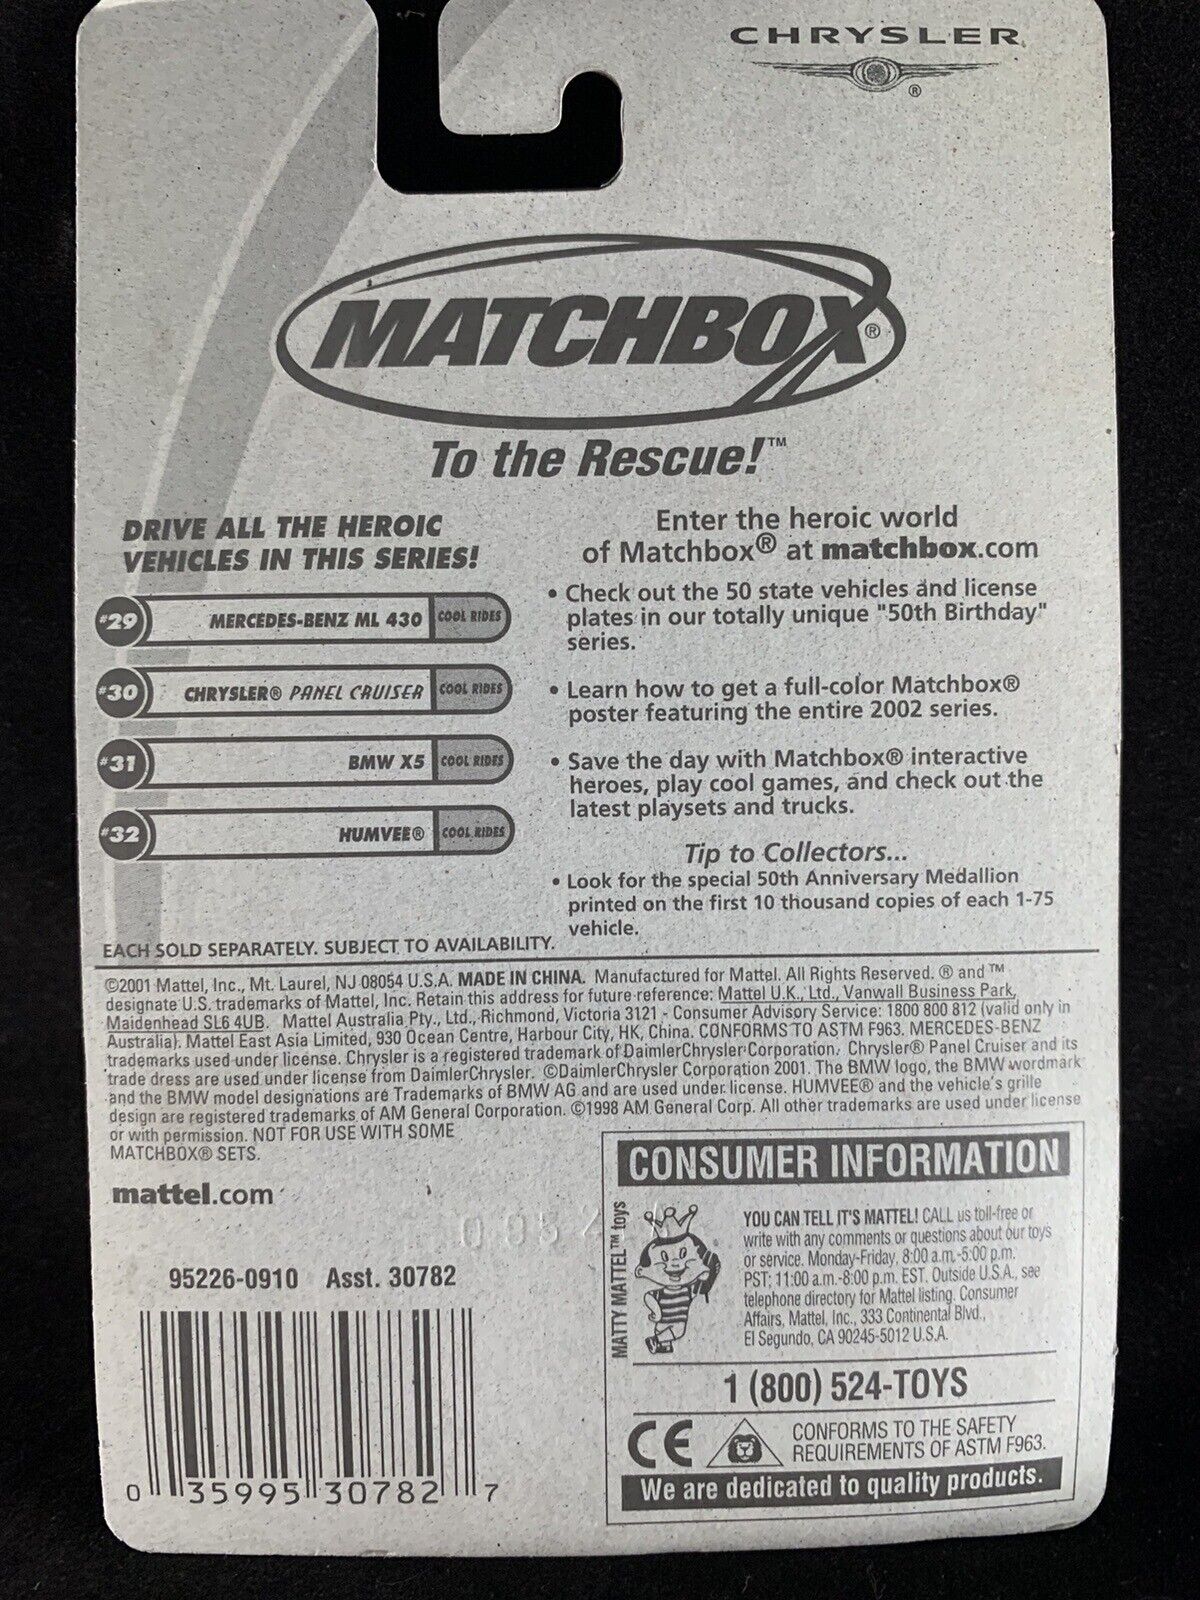 CHRYSLER
®
MATCHBOX®
To the Rescue!™
DRIVE ALL THE HEROIC
VEHICLES IN THIS SERIES!
#29 MERCEDES-BENZ ML 430 COOL RIDES
#30 CHRYSLER® PANEL CRUISER COOL RIDES
#31 BMW X5 COOL RIDES
#32 HUMVEE® COOL RIDES
EACH SOLD SEPARATELY. SUBJECT TO AVAILABILITY.
Enter the heroic world
of Matchbox® at matchbox.com
• Check out the 50 state vehicles and license
plates in our totally unique "50th Birthday"
series.
• Learn how to get a full-color Matchbox®
poster featuring the entire 2002 series.
• Save the day with Matchbox® interactive
heroes, play cool games, and check out the
latest playsets and trucks.
Tip to Collectors...
• Look for the special 50th Anniversary Medallion
printed on the first 10 thousand copies of each 1-75
vehicle.
©2001 Mattel, Inc., Mt. Laurel, NJ 08054 U.S.A. MADE IN CHINA. Manufactured for Mattel. All Rights Reserved. ® and ™
designate U.S. trademarks of Mattel, Inc. Retain this address for future reference: Mattel U.K., Ltd., Vanwall Business Park,
Maidenhead SL6 4UB. Mattel Australia Pty., Ltd., Richmond, Victoria 3121 - Consumer Advisory Service: 1800 800 812 (valid only in
Australia). Mattel East Asia Limited, 930 Ocean Centre, Harbour City, HK, China. CONFORMS TO ASTM F963. MERCEDES-BENZ
trademarks used under license. Chrysler is a registered trademark of DaimlerChrysler Corporation. Chrysler® Panel Cruiser and its
trade dress are used under license from DaimlerChrysler. ©DaimlerChrysler Corporation 2001. The BMW logo, the BMW wordmark
and the BMW model designations are Trademarks of BMW AG and are used under license. HUMVEE® and the vehicle's grille
design are registered trademarks of AM General Corporation. ©1998 AM General Corp. All other trademarks are used under license
or with permission. NOT FOR USE WITH SOME
MATCHBOX® SETS.
mattel.com
95226-0910 Asst. 30782
0 35995 30782 7
CONSUMER INFORMATION
MATTY MATTEL™ toys
YOU CAN TELL IT'S MATTEL! CALL us toll-free or
write with any comments or questions about our toys
or service. Monday-Friday, 8:00 a.m.-5:00 p.m.
PST; 11:00 a.m.-8:00 p.m. EST. Outside U.S.A., see
telephone directory for Mattel listing. Consumer
Affairs, Mattel, Inc., 333 Continental Blvd.,
El Segundo, CA 90245-5012 U.S.A.
1 (800) 524-TOYS
CE
CONFORMS TO THE SAFETY
REQUIREMENTS OF ASTM F963.
We are dedicated to quality products.